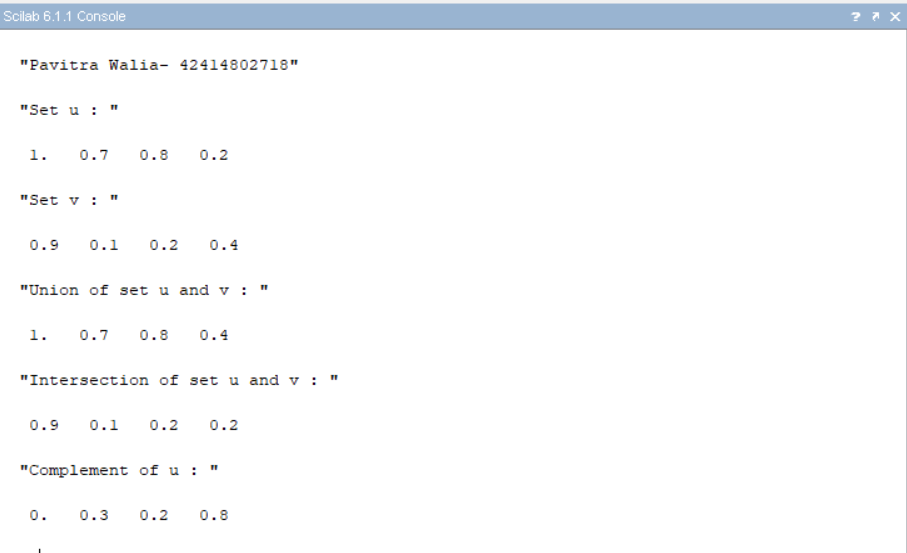 Scilab 6.1.1 Console
"Pavitra Walia- 42414802718"
"Set u : "
1. 0.7 0.8 0.2
"Set v : "
0.9 0.1 0.2 0.4
"Union of set u and v : "
1. 0.7 0.8 0.4
"Intersection of set u and v : "
0.9 0.1 0.2 0.2
"Complement of u : "
0. 0.3 0.2 0.8